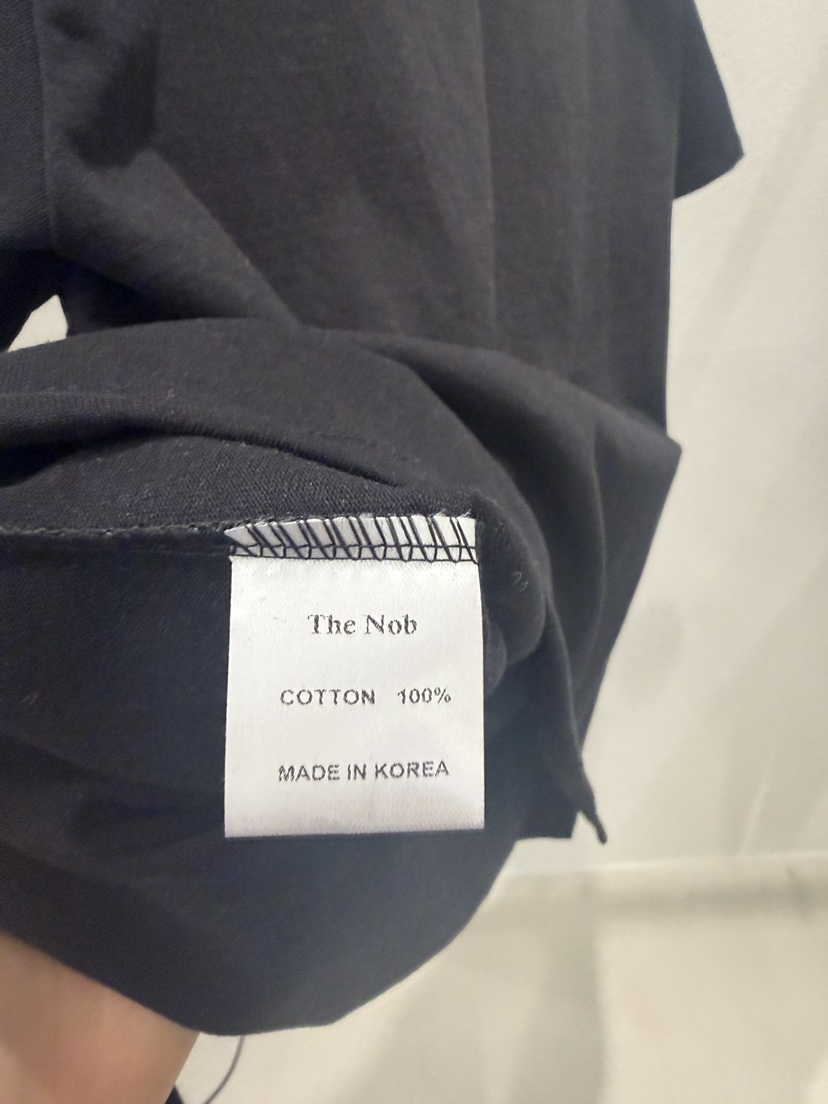 The Nob
COTTON 100%
MADE IN KOREA